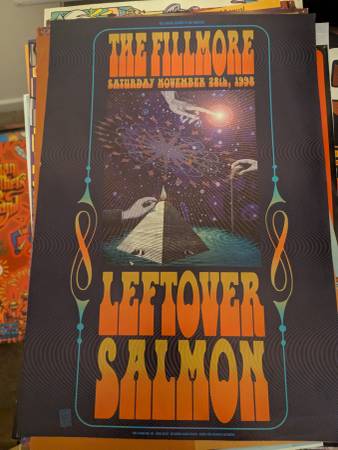 THE FILLMORE
SATURDAY NOVEMBER 28th, 1998
LEFTOVER
SALMON